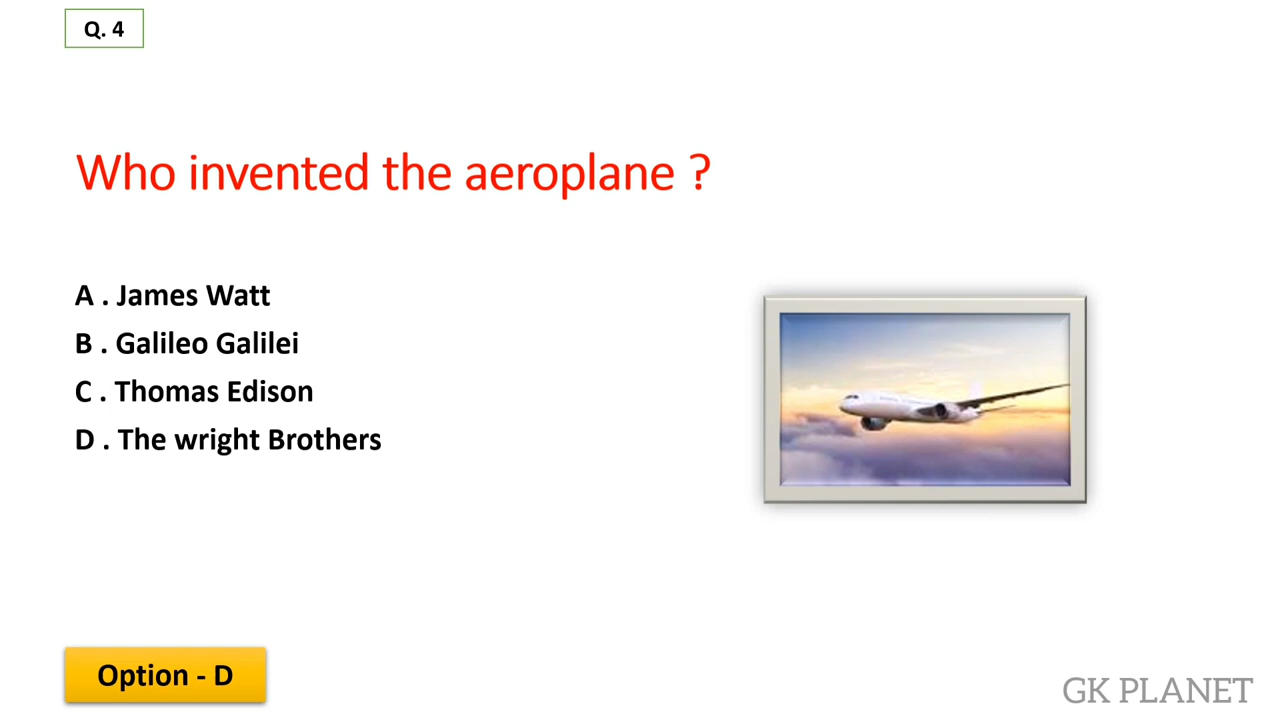 Q. 4
Who invented the aeroplane ?
A . James Watt
B . Galileo Galilei
C . Thomas Edison
D . The wright Brothers
Option - D
GK PLANET